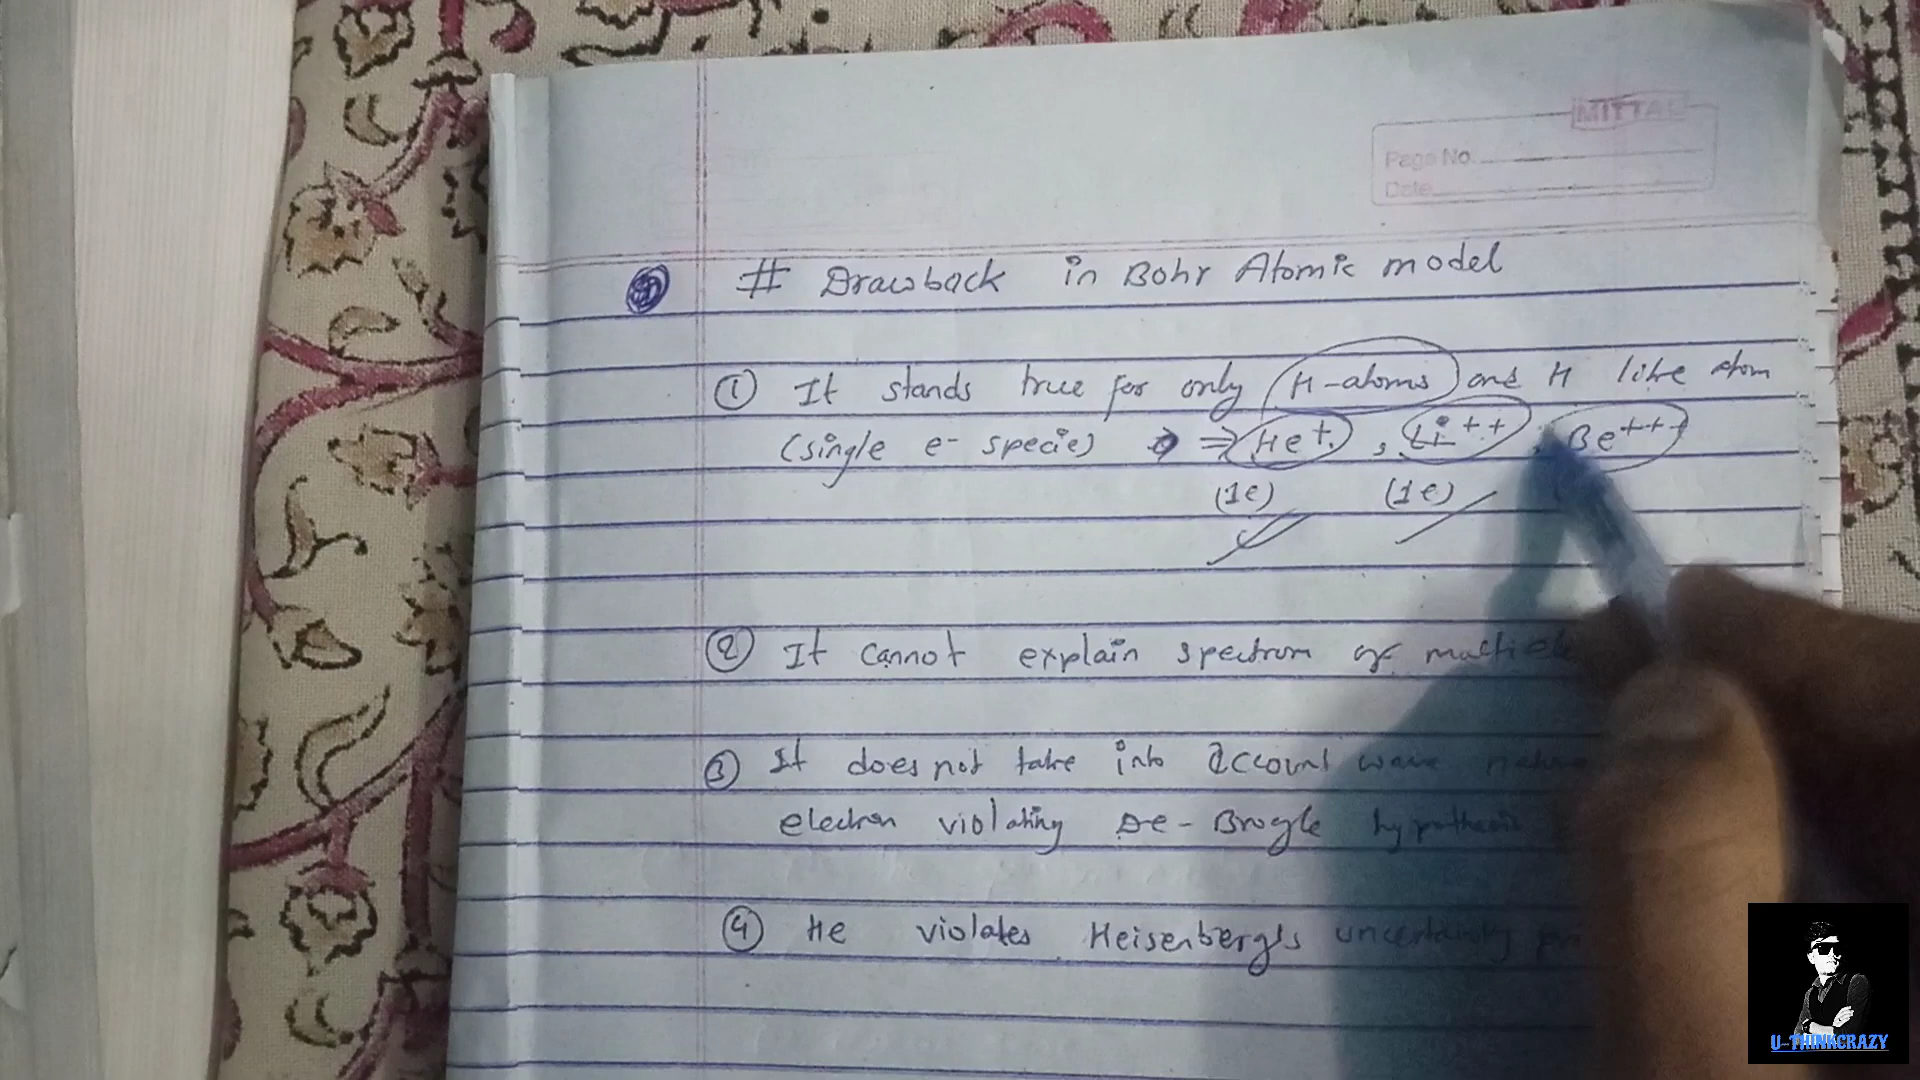 MITTAL
Page No.
Date
# Drawback in Bohr Atomic model
① It stands true for only H-atoms and H like atom
(single e- specie) ⇒ He+, Li++, Be+++
(1e) (1e)
② It cannot explain spectrum of
③ It does not take into account wave
electron violating De-Brogle hypothesis
④ He violates Heisenberg's uncertainty
U-THINKCRAZY